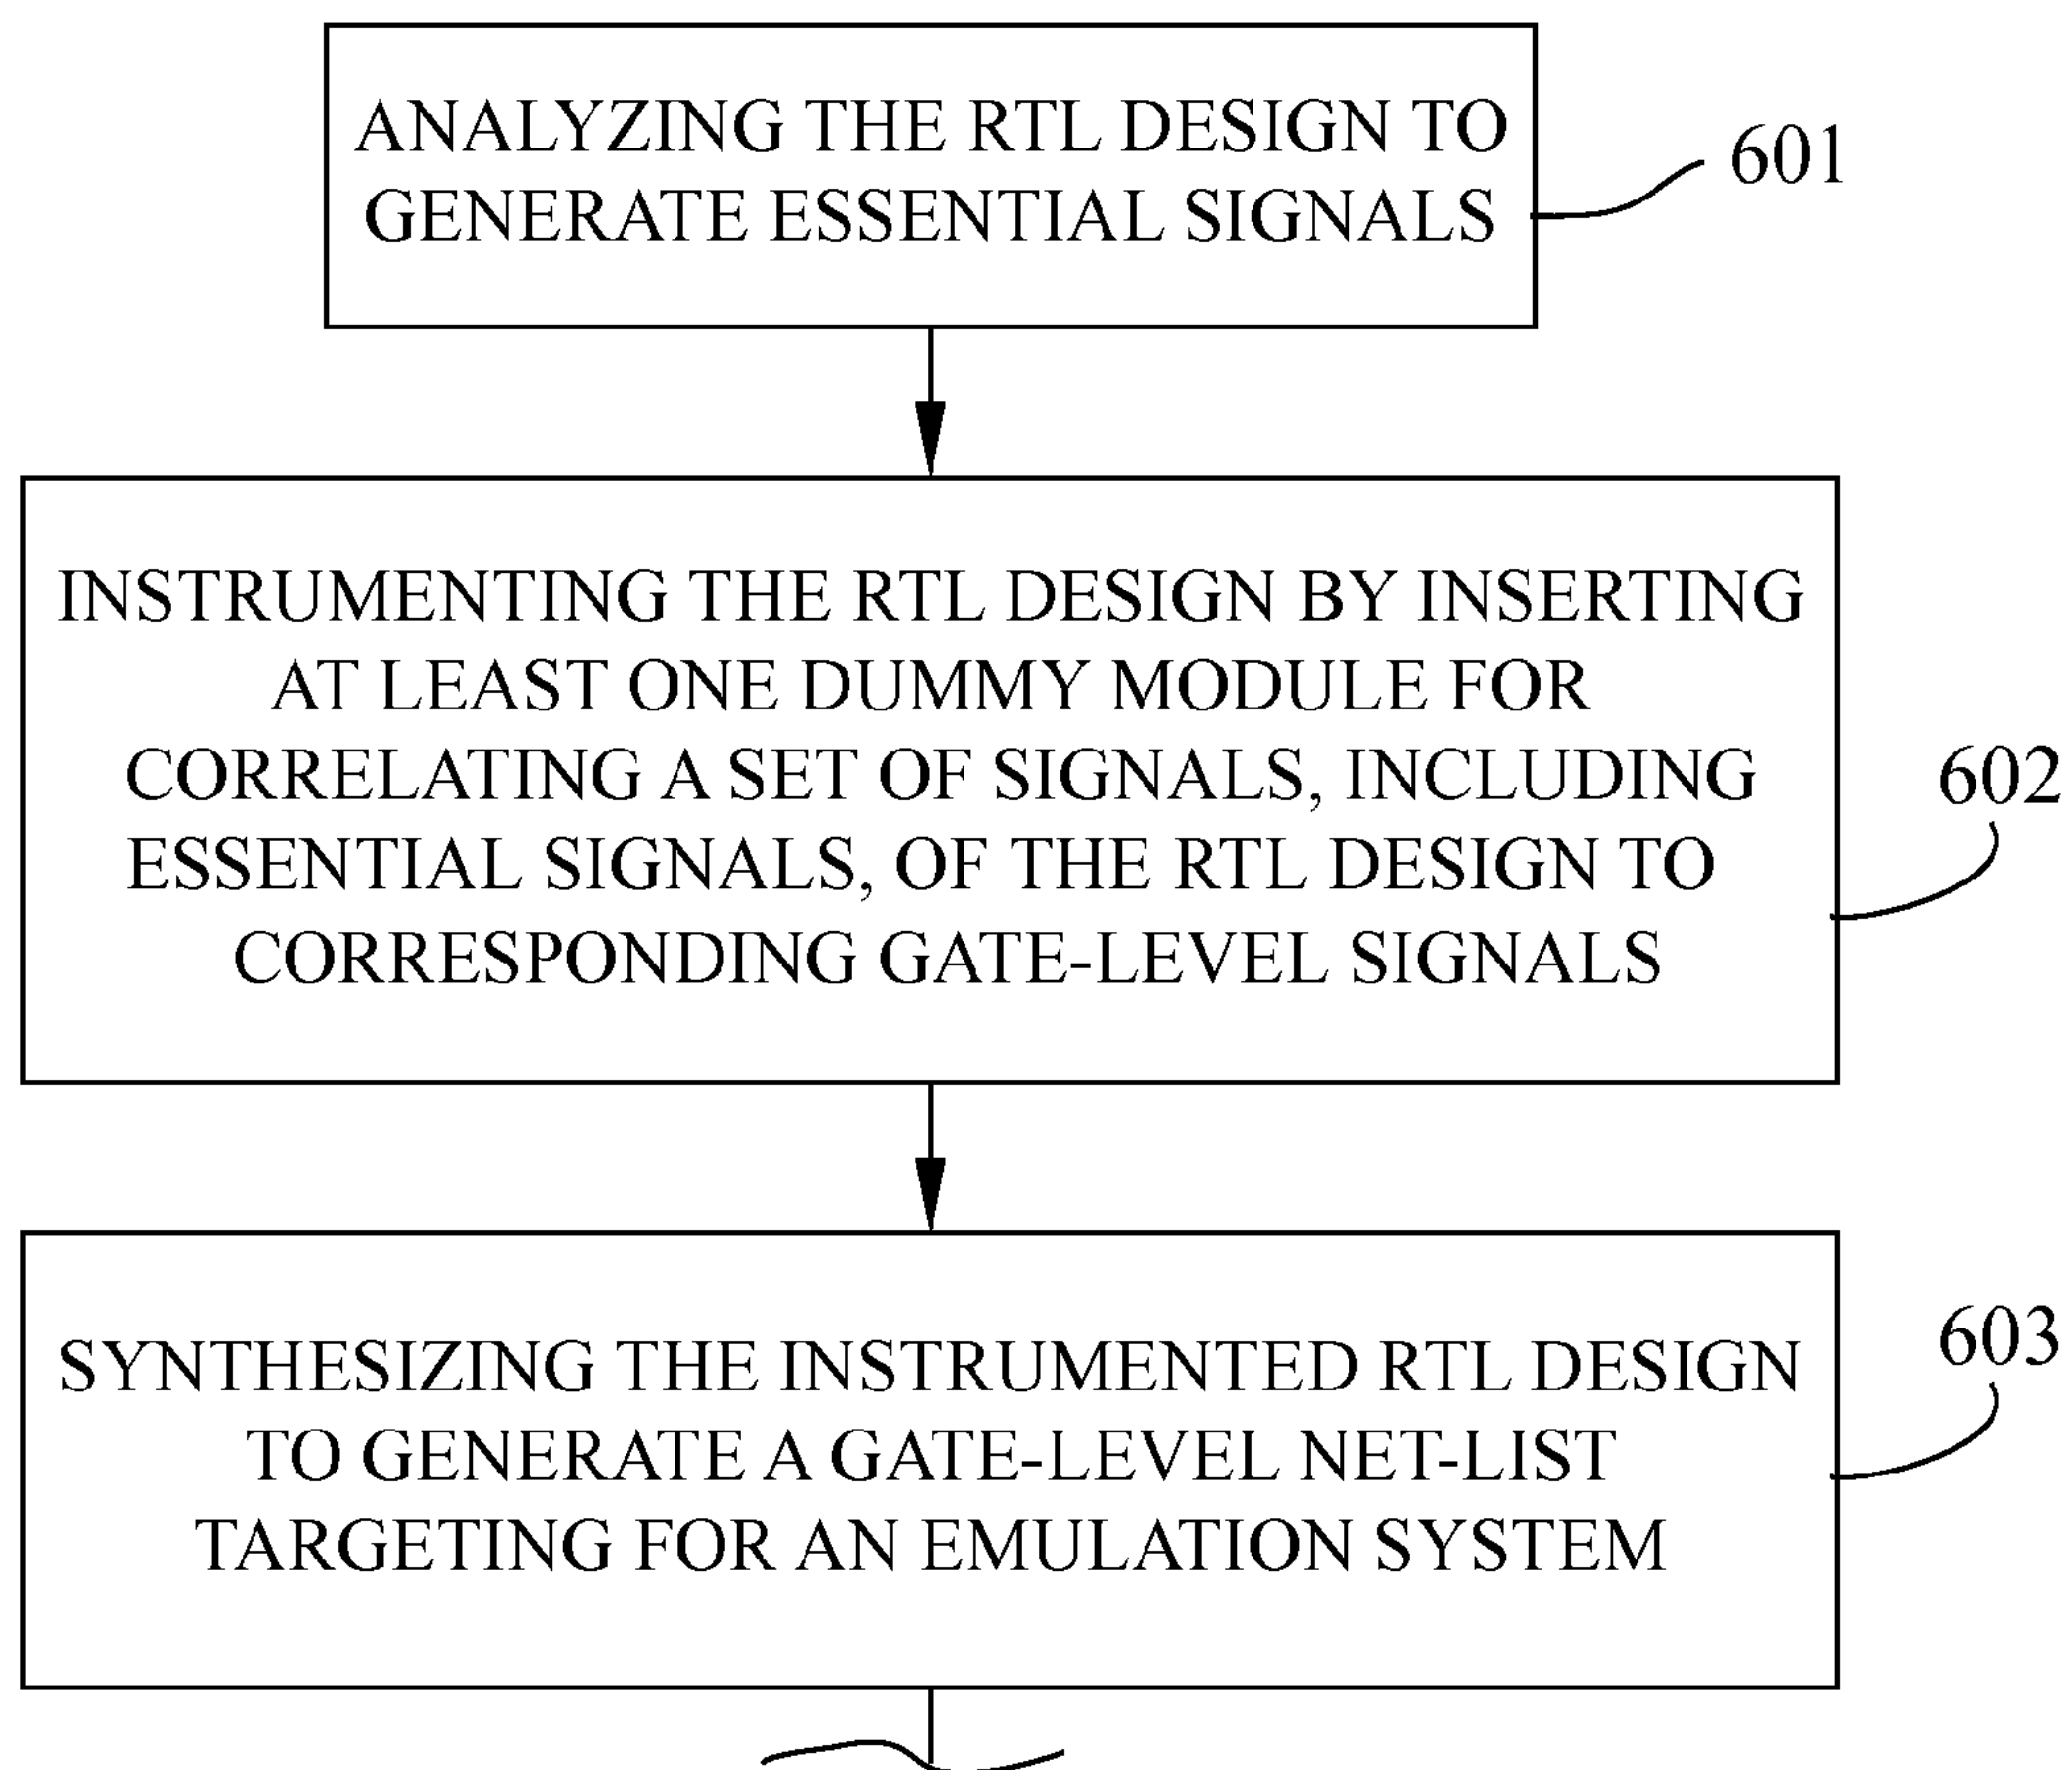 ANALYZING THE RTL DESIGN TO
GENERATE ESSENTIAL SIGNALS
601
INSTRUMENTING THE RTL DESIGN BY INSERTING
AT LEAST ONE DUMMY MODULE FOR
CORRELATING A SET OF SIGNALS, INCLUDING
ESSENTIAL SIGNALS, OF THE RTL DESIGN TO
CORRESPONDING GATE-LEVEL SIGNALS
602
SYNTHESIZING THE INSTRUMENTED RTL DESIGN
TO GENERATE A GATE-LEVEL NET-LIST
TARGETING FOR AN EMULATION SYSTEM
603